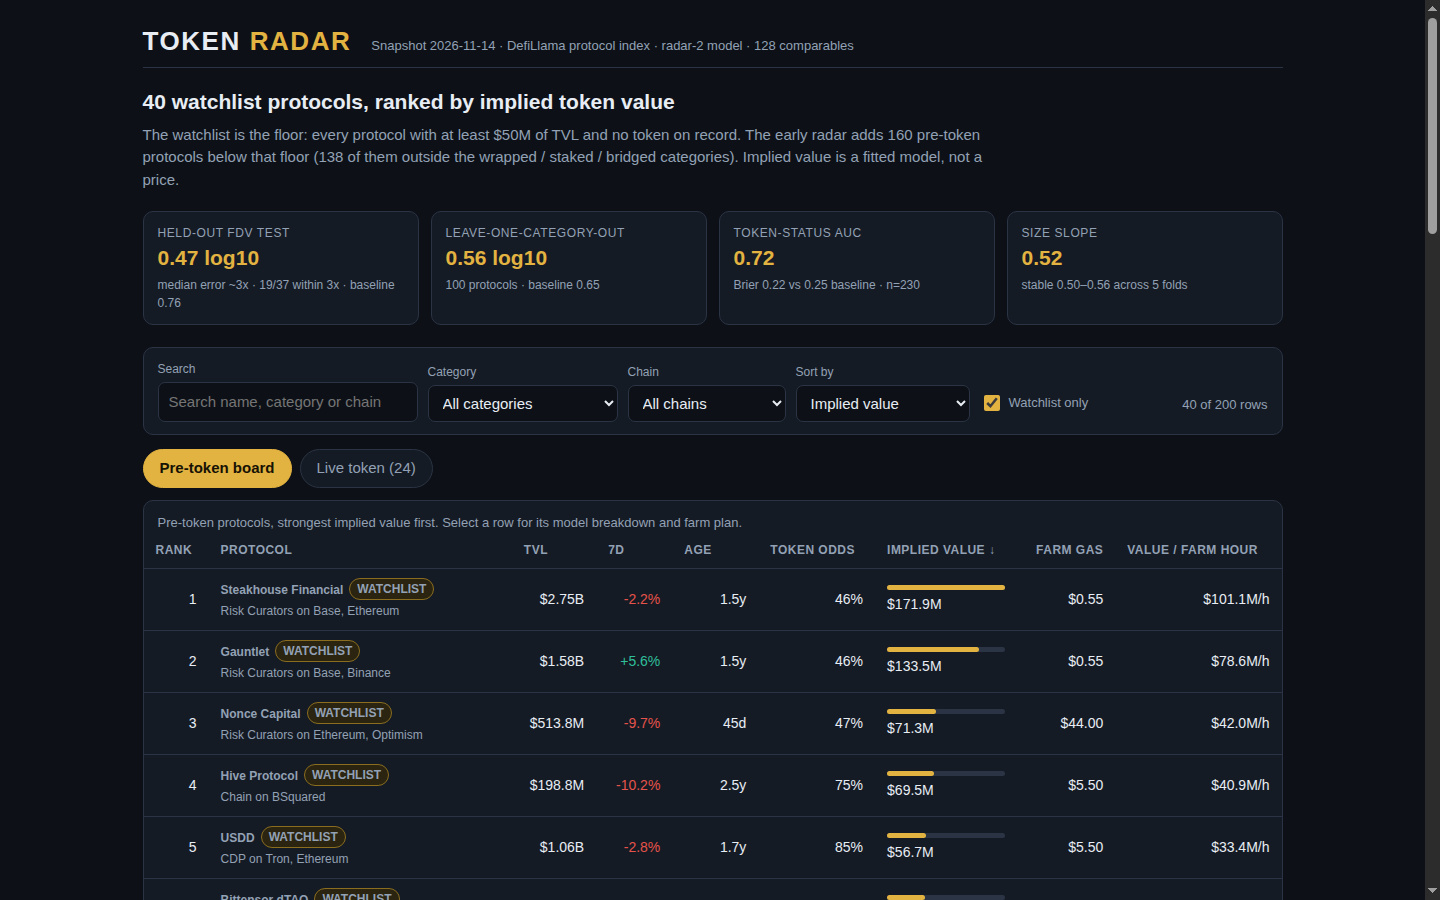 TOKEN RADAR Snapshot 2026-11-14 · DefiLlama protocol index · radar-2 model · 128 comparables
40 watchlist protocols, ranked by implied token value
The watchlist is the floor: every protocol with at least $50M of TVL and no token on record. The early radar adds 160 pre-token
protocols below that floor (138 of them outside the wrapped / staked / bridged categories). Implied value is a fitted model, not a
price.
HELD-OUT FDV TEST
0.47 log10
median error ~3x · 19/37 within 3x · baseline
0.76
LEAVE-ONE-CATEGORY-OUT
0.56 log10
100 protocols · baseline 0.65
TOKEN-STATUS AUC
0.72
Brier 0.22 vs 0.25 baseline · n=230
SIZE SLOPE
0.52
stable 0.50–0.56 across 5 folds
Search
Search name, category or chain
Category
All categories
Chain
All chains
Sort by
Implied value
Watchlist only
40 of 200 rows
Pre-token board
Live token (24)
Pre-token protocols, strongest implied value first. Select a row for its model breakdown and farm plan.
RANK PROTOCOL TVL 7D AGE TOKEN ODDS IMPLIED VALUE ↓ FARM GAS VALUE / FARM HOUR
1 Steakhouse Financial WATCHLIST $2.75B -2.2% 1.5y 46% $171.9M $0.55 $101.1M/h
Risk Curators on Base, Ethereum
2 Gauntlet WATCHLIST $1.58B +5.6% 1.5y 46% $133.5M $0.55 $78.6M/h
Risk Curators on Base, Binance
3 Nonce Capital WATCHLIST $513.8M -9.7% 45d 47% $71.3M $44.00 $42.0M/h
Risk Curators on Ethereum, Optimism
4 Hive Protocol WATCHLIST $198.8M -10.2% 2.5y 75% $69.5M $5.50 $40.9M/h
Chain on BSquared
5 USDD WATCHLIST $1.06B -2.8% 1.7y 85% $56.7M $5.50 $33.4M/h
CDP on Tron, Ethereum
Bittensor dTAO WATCHLIST